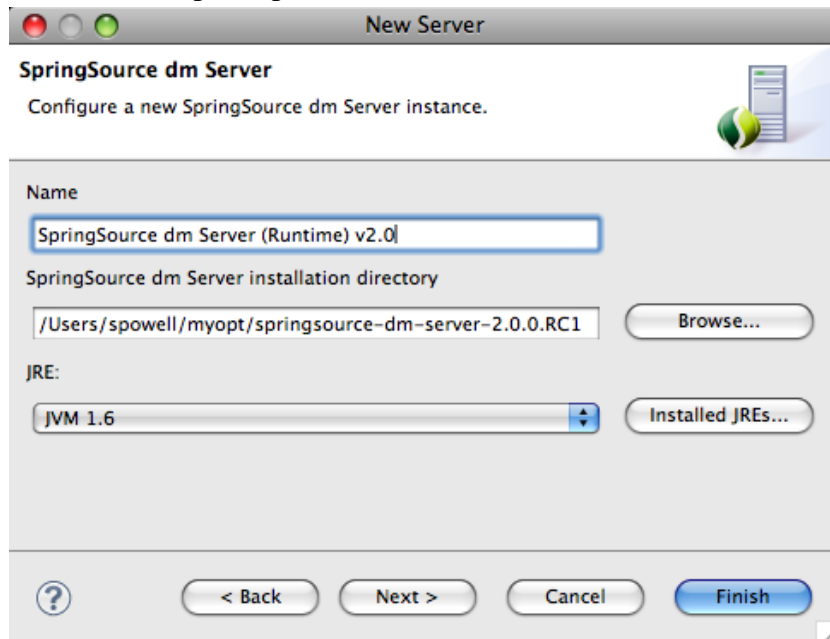 New Server
SpringSource dm Server
Configure a new SpringSource dm Server instance.
Name
SpringSource dm Server (Runtime) v2.0
SpringSource dm Server installation directory
/Users/spowell/myopt/springsource-dm-server-2.0.0.RC1
Browse...
JRE:
JVM 1.6
Installed JREs...
?
< Back
Next >
Cancel
Finish